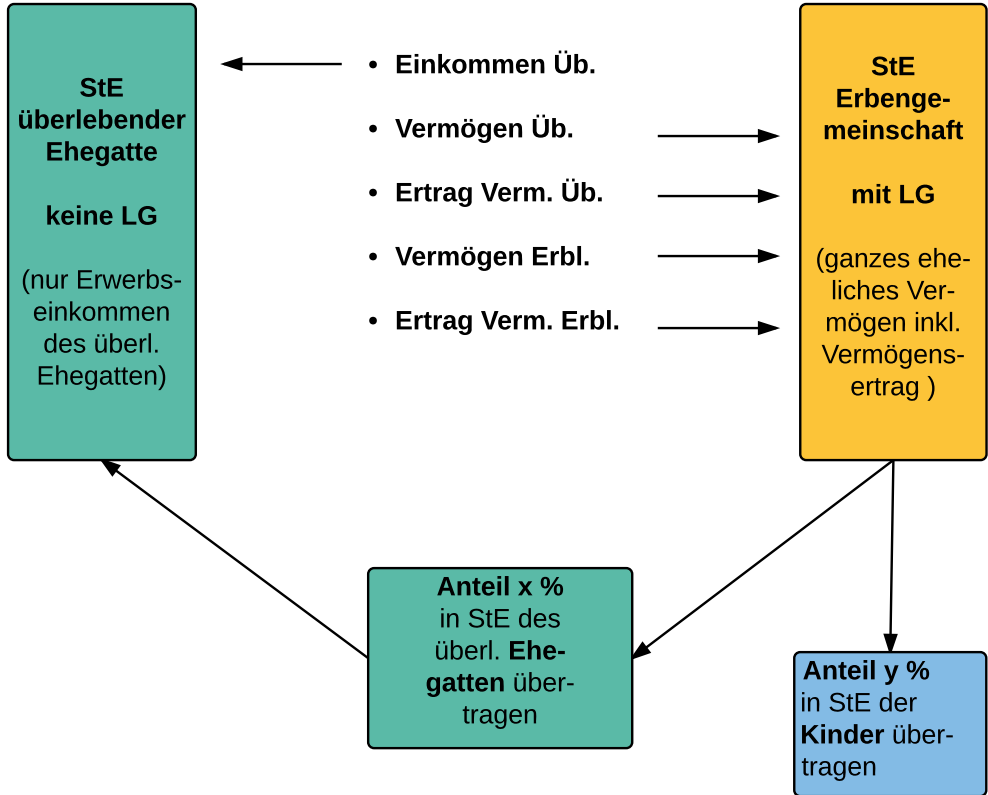 StE
überlebender
Ehegatte
keine LG
(nur Erwerbs-
einkommen
des überl.
Ehegatten)
• Einkommen Üb.
• Vermögen Üb.
• Ertrag Verm. Üb.
• Vermögen Erbl.
• Ertrag Verm. Erbl.
StE
Erbenge-
meinschaft
mit LG
(ganzes ehe-
liches Ver-
mögen inkl.
Vermögens-
ertrag )
Anteil x %
in StE des
überl. Ehe-
gatten über-
tragen
Anteil y %
in StE der
Kinder über-
tragen